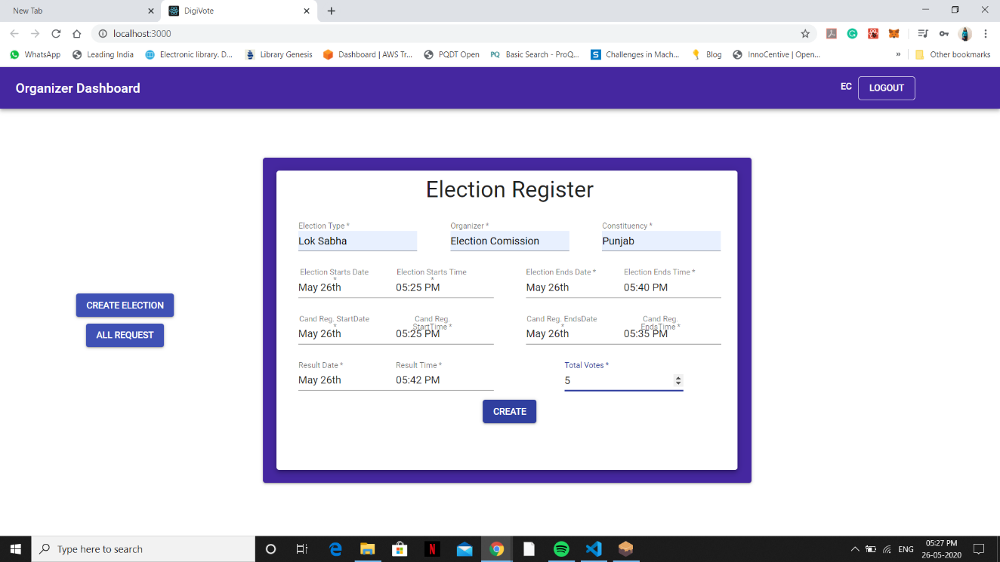 New Tab
DigiVote
localhost:3000
WhatsApp
Leading India
Electronic library. D...
Library Genesis
Dashboard | AWS Tr...
PQDT Open
PQ
Basic Search - ProQ...
S
Challenges in Mach...
Blog
InnoCentive | Open...
»
Other bookmarks
Organizer Dashboard
EC
LOGOUT
CREATE ELECTION
ALL REQUEST
Election Register
Election Type *
Organizer *
Constituency *
Lok Sabha
Election Comission
Punjab
Election Starts Date
*
Election Starts Time
*
Election Ends Date *
Election Ends Time *
May 26th
05:25 PM
May 26th
05:40 PM
Cand Reg. StartDate
*
Cand Reg.
StartTime *
Cand Reg. EndsDate
*
Cand Reg.
EndsTime *
May 26th
05:25 PM
May 26th
05:35 PM
Result Date *
Result Time *
Total Votes *
May 26th
05:42 PM
5
CREATE
Type here to search
N
ENG
05:27 PM
26-05-2020